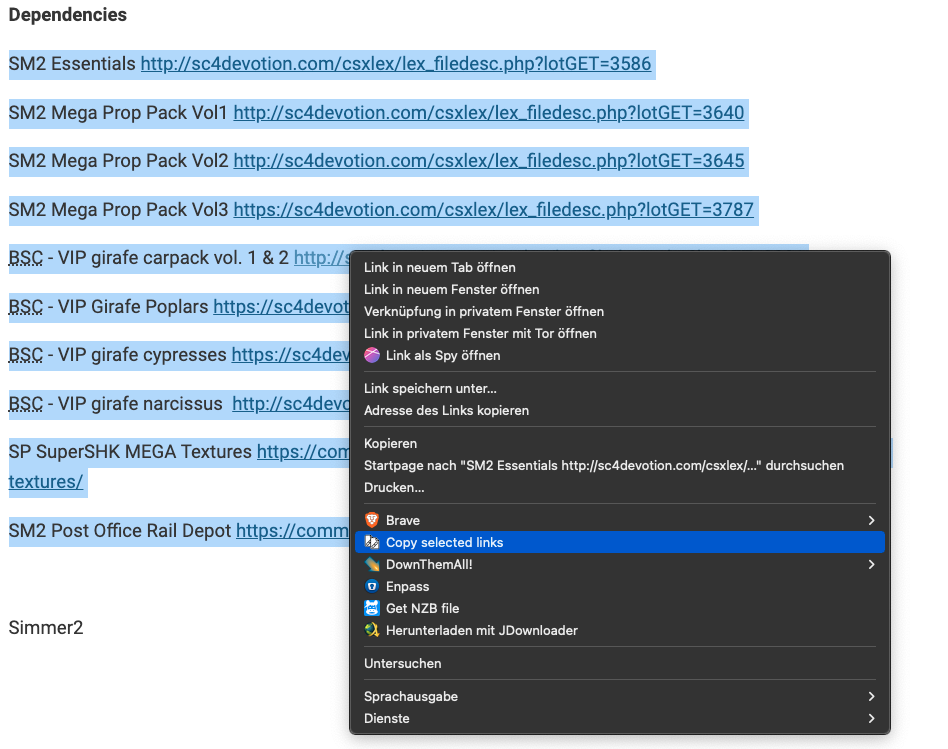 Dependencies
SM2 Essentials http://sc4devotion.com/csxlex/lex_filedesc.php?lotGET=3586
SM2 Mega Prop Pack Vol1 http://sc4devotion.com/csxlex/lex_filedesc.php?lotGET=3640
SM2 Mega Prop Pack Vol2 http://sc4devotion.com/csxlex/lex_filedesc.php?lotGET=3645
SM2 Mega Prop Pack Vol3 https://sc4devotion.com/csxlex/lex_filedesc.php?lotGET=3787
BSC - VIP girafe carpack vol. 1 & 2 http://s
BSC - VIP Girafe Poplars https://sc4devot
BSC - VIP girafe cypresses https://sc4dev
BSC - VIP girafe narcissus http://sc4devo
SP SuperSHK MEGA Textures https://com
textures/
SM2 Post Office Rail Depot https://comm
Simmer2
Link in neuem Tab öffnen
Link in neuem Fenster öffnen
Verknüpfung in privatem Fenster öffnen
Link in privatem Fenster mit Tor öffnen
Link als Spy öffnen
Link speichern unter...
Adresse des Links kopieren
Kopieren
Startpage nach "SM2 Essentials http://sc4devotion.com/csxlex/..." durchsuchen
Drucken...
Brave
Copy selected links
DownThemAll!
Enpass
Get NZB file
Herunterladen mit JDownloader
Untersuchen
Sprachausgabe
Dienste